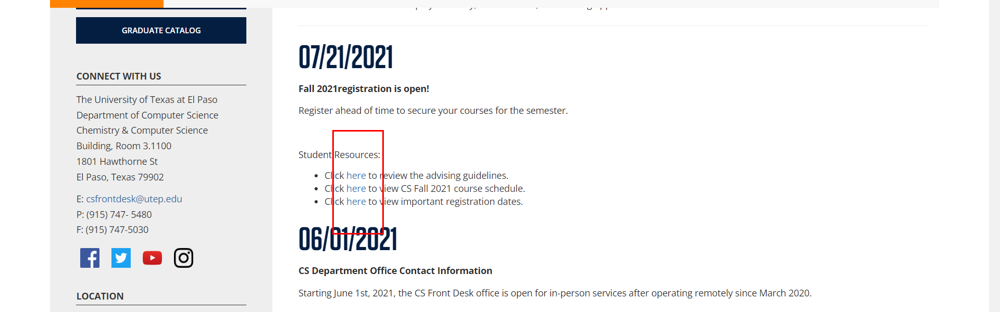 GRADUATE CATALOG
CONNECT WITH US
The University of Texas at El Paso
Department of Computer Science
Chemistry & Computer Science
Building, Room 3.1100
1801 Hawthorne St
El Paso, Texas 79902
E: csfrontdesk@utep.edu
P: (915) 747- 5480
F: (915) 747-5030
LOCATION
07/21/2021
Fall 2021registration is open!
Register ahead of time to secure your courses for the semester.
Student Resources:
• Click here to review the advising guidelines.
• Click here to view CS Fall 2021 course schedule.
• Click here to view important registration dates.
06/01/2021
CS Department Office Contact Information
Starting June 1st, 2021, the CS Front Desk office is open for in-person services after operating remotely since March 2020.